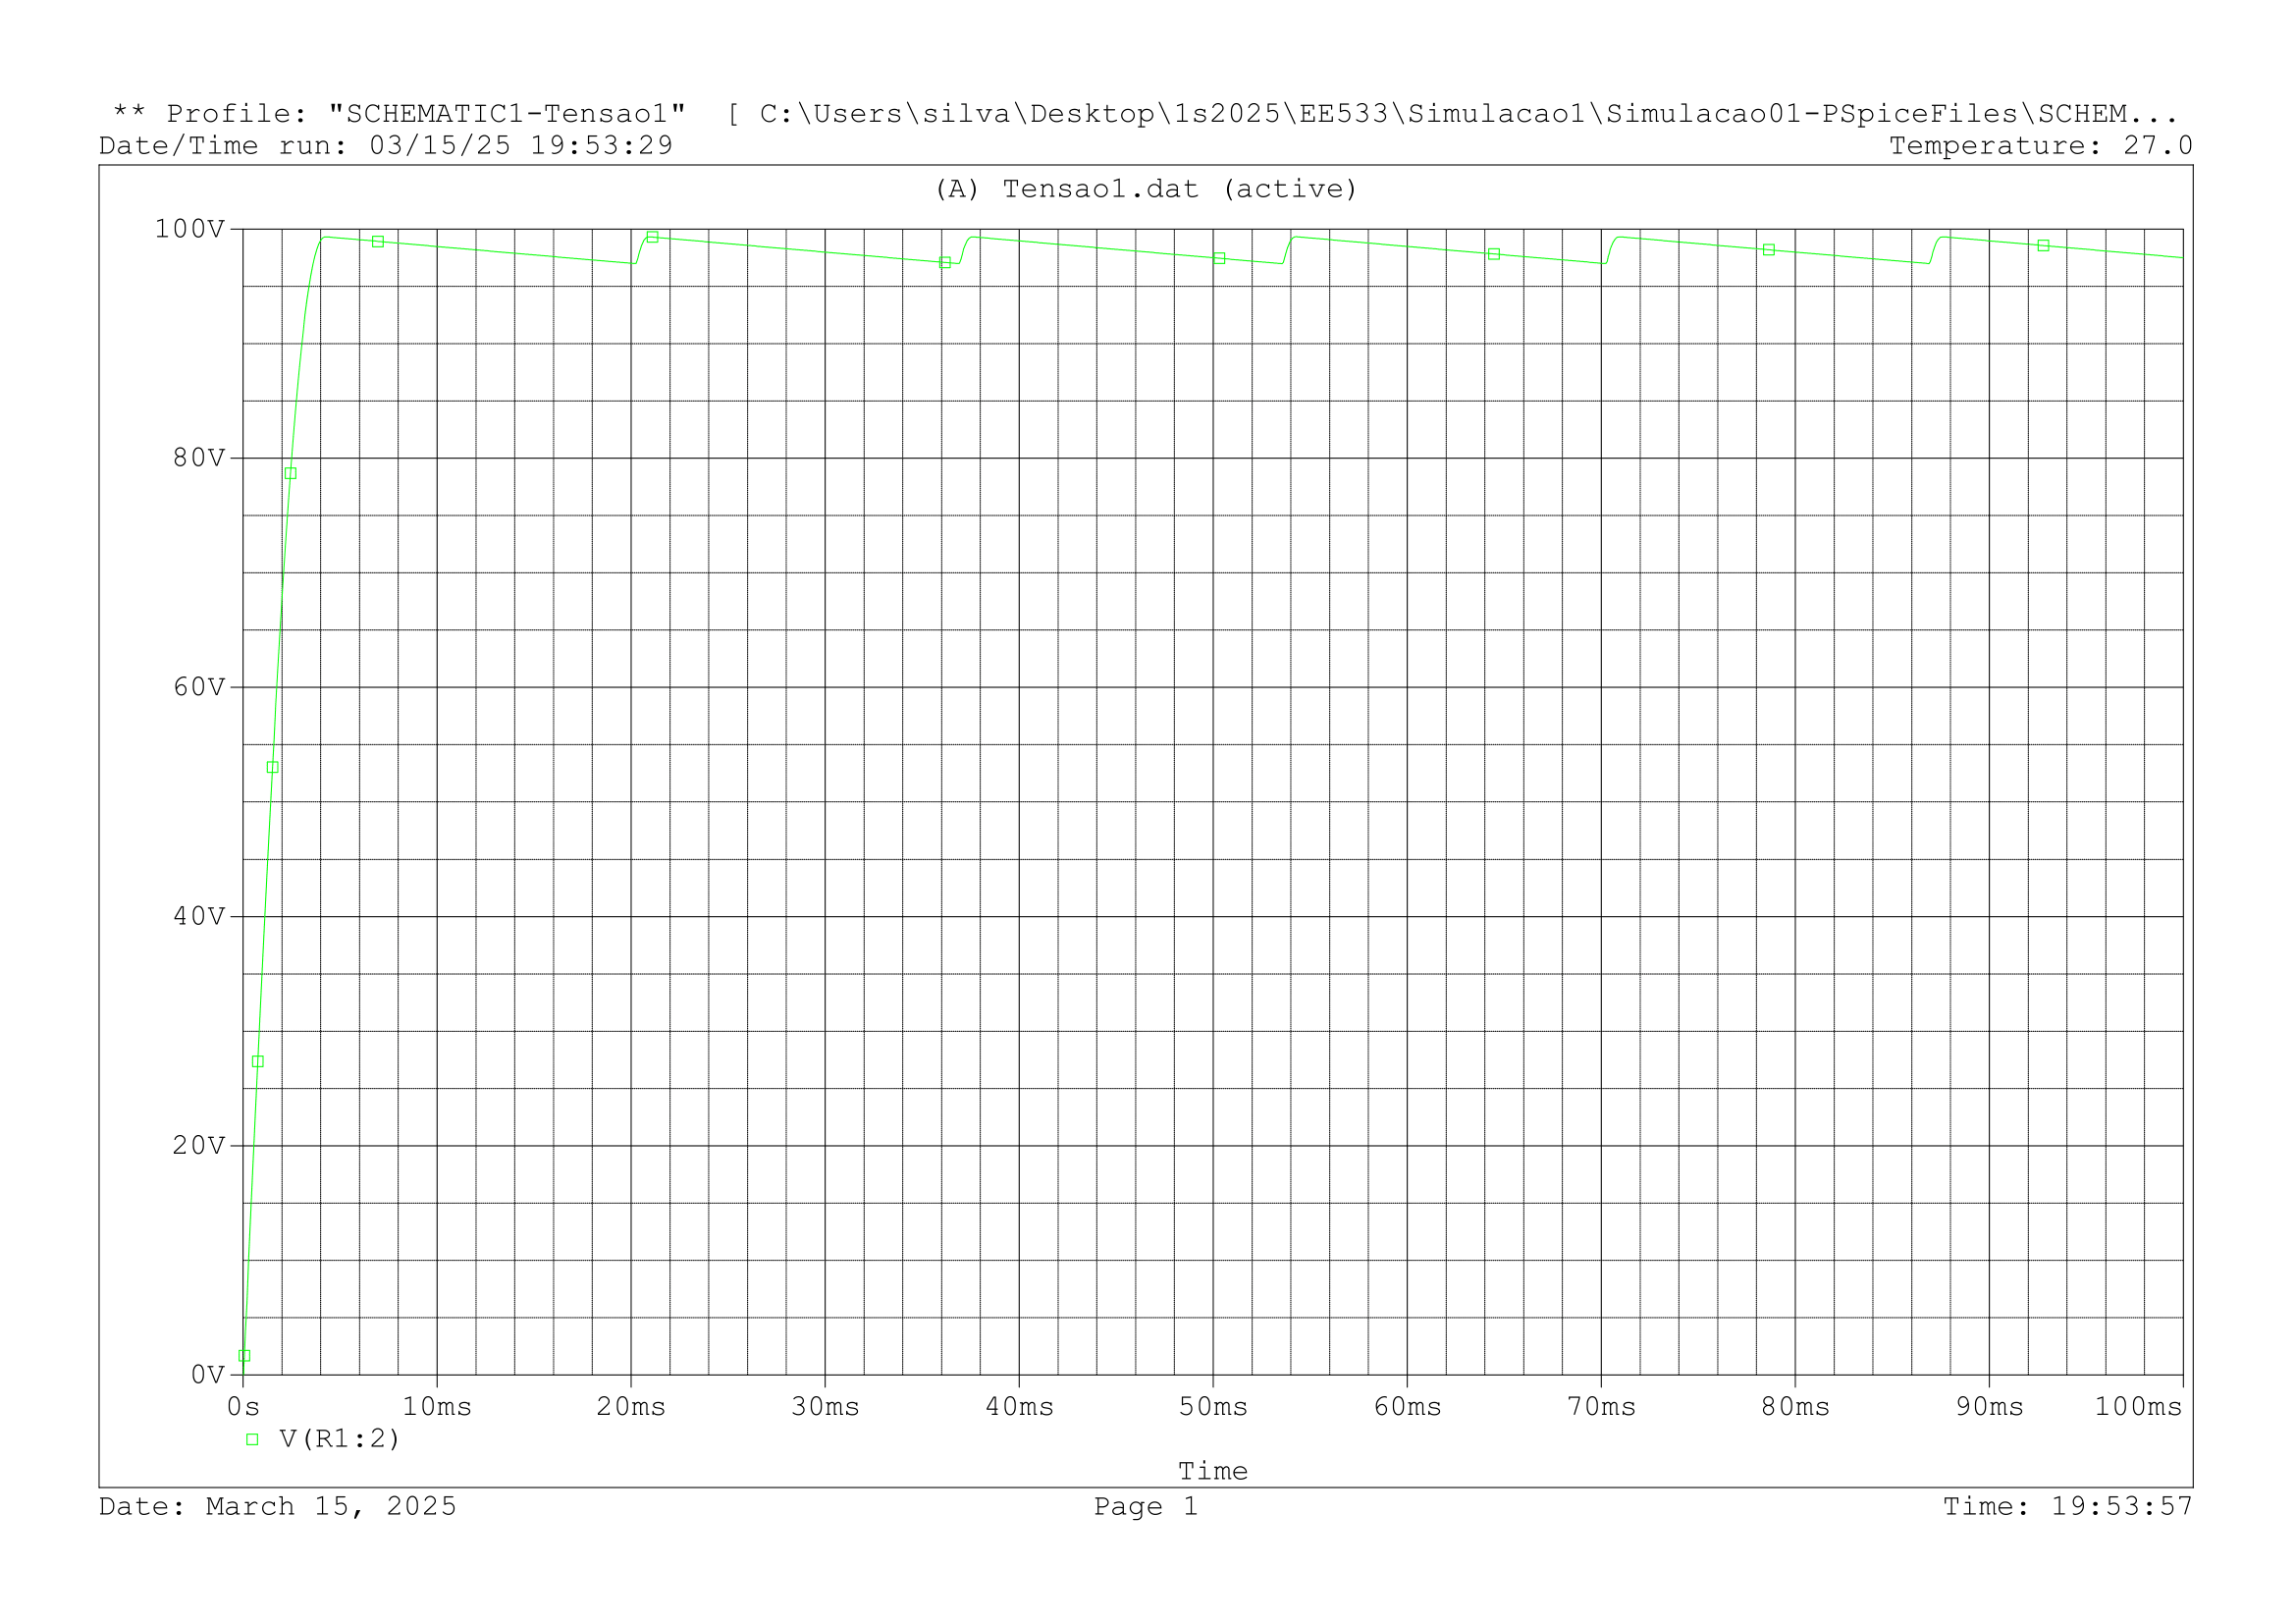 ** Profile: "SCHEMATIC1-Tensao1"  [ C:\Users\silva\Desktop\1s2025\EE533\Simulacao1\Simulacao01-PSpiceFiles\SCHEM...
Date/Time run: 03/15/25 19:53:29 Temperature: 27.0
(A) Tensao1.dat (active)
100V
80V
60V
40V
20V
0V
0s 10ms 20ms 30ms 40ms 50ms 60ms 70ms 80ms 90ms 100ms
V(R1:2)
Time
Date: March 15, 2025 Page 1 Time: 19:53:57